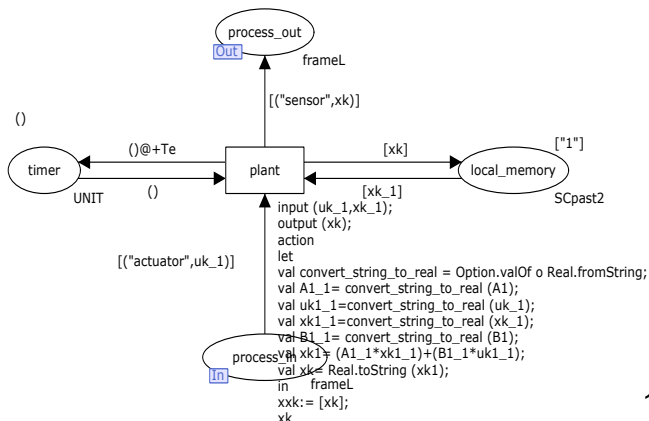 process_out
Out
frameL
[("sensor",xk)]
()
()@+Te
[xk]
["1"]
timer
plant
local_memory
UNIT
()
[xk_1]
SCpast2
input (uk_1,xk_1);
output (xk);
action
[("actuator",uk_1)]
let
val convert_string_to_real = Option.valOf o Real.fromString;
val A1_1= convert_string_to_real (A1);
val uk1_1=convert_string_to_real (uk_1);
val xk1_1=convert_string_to_real (xk_1);
val B1_1= convert_string_to_real (B1);
process_in
val xk1= (A1_1*xk1_1)+(B1_1*uk1_1);
val xk= Real.toString (xk1);
In
in
frameL
xxk:= [xk];
xk